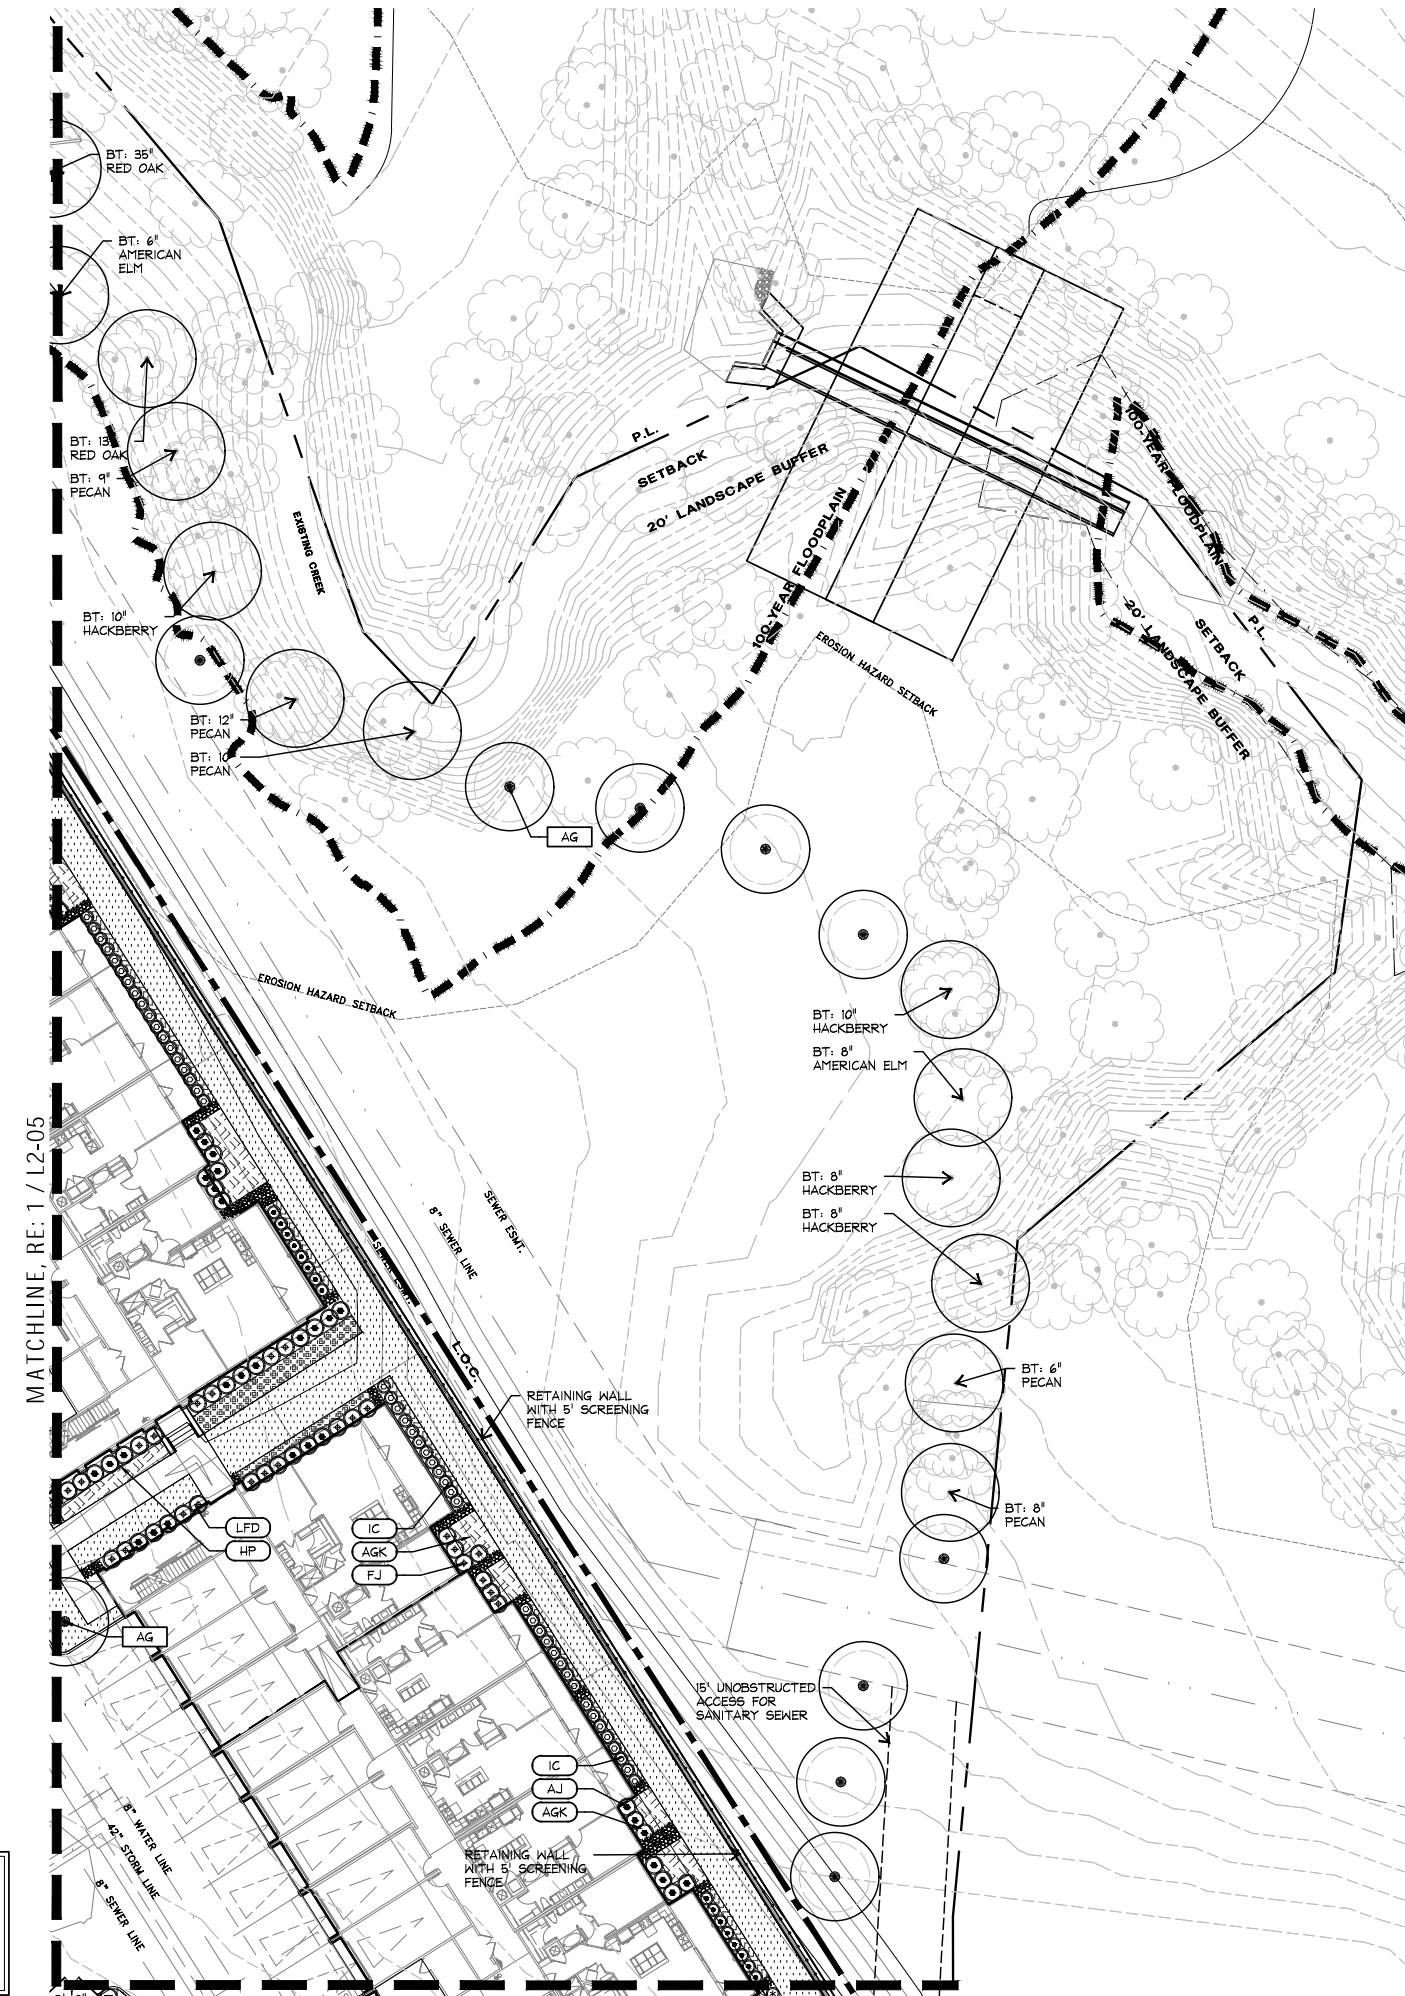 BT: 35"
RED OAK
BT: 6"
AMERICAN
ELM
BT: 13"
RED OAK
BT: 9"
PECAN
EXISTING CREEK
P.L.
SETBACK
20' LANDSCAPE BUFFER
100-YEAR FLOODPLAIN
100-YEAR FLOODPLAIN
BT: 10"
HACKBERRY
EROSION HAZARD SETBACK
20' LANDSCAPE BUFFER
SETBACK
P.L.
BT: 12"
PECAN
BT: 10"
PECAN
AG
EROSION HAZARD SETBACK
BT: 10"
HACKBERRY
BT: 8"
AMERICAN ELM
BT: 8"
HACKBERRY
BT: 8"
HACKBERRY
MATCHLINE, RE: 1 / L2-05
SEWER ESMT.
8" SEWER LINE
SEWER ESMT.
L.O.C.
BT: 6"
PECAN
RETAINING WALL
WITH 5' SCREENING
FENCE
BT: 8"
PECAN
LFD
HP
IC
AGK
FJ
AG
15' UNOBSTRUCTED
ACCESS FOR
SANITARY SEWER
IC
AJ
AGK
8" WATER LINE
42" STORM LINE
8" SEWER LINE
RETAINING WALL
WITH 5' SCREENING
FENCE